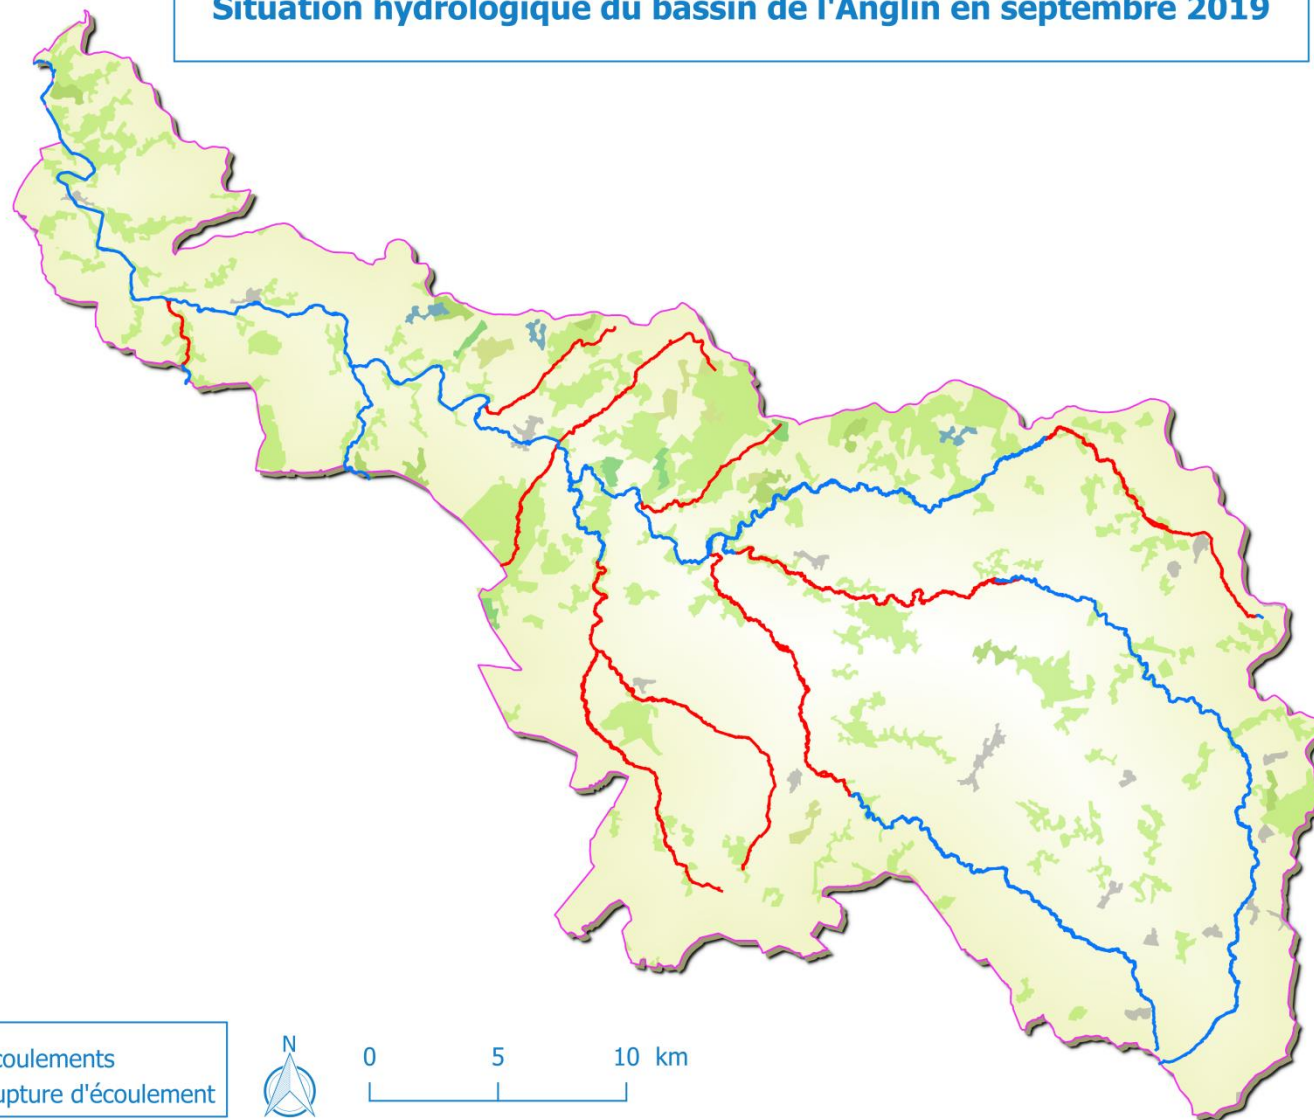 Situation hydrologique du bassin de l'Anglin en septembre 2019
coulements
upture d'écoulement
N
0 5 10 km